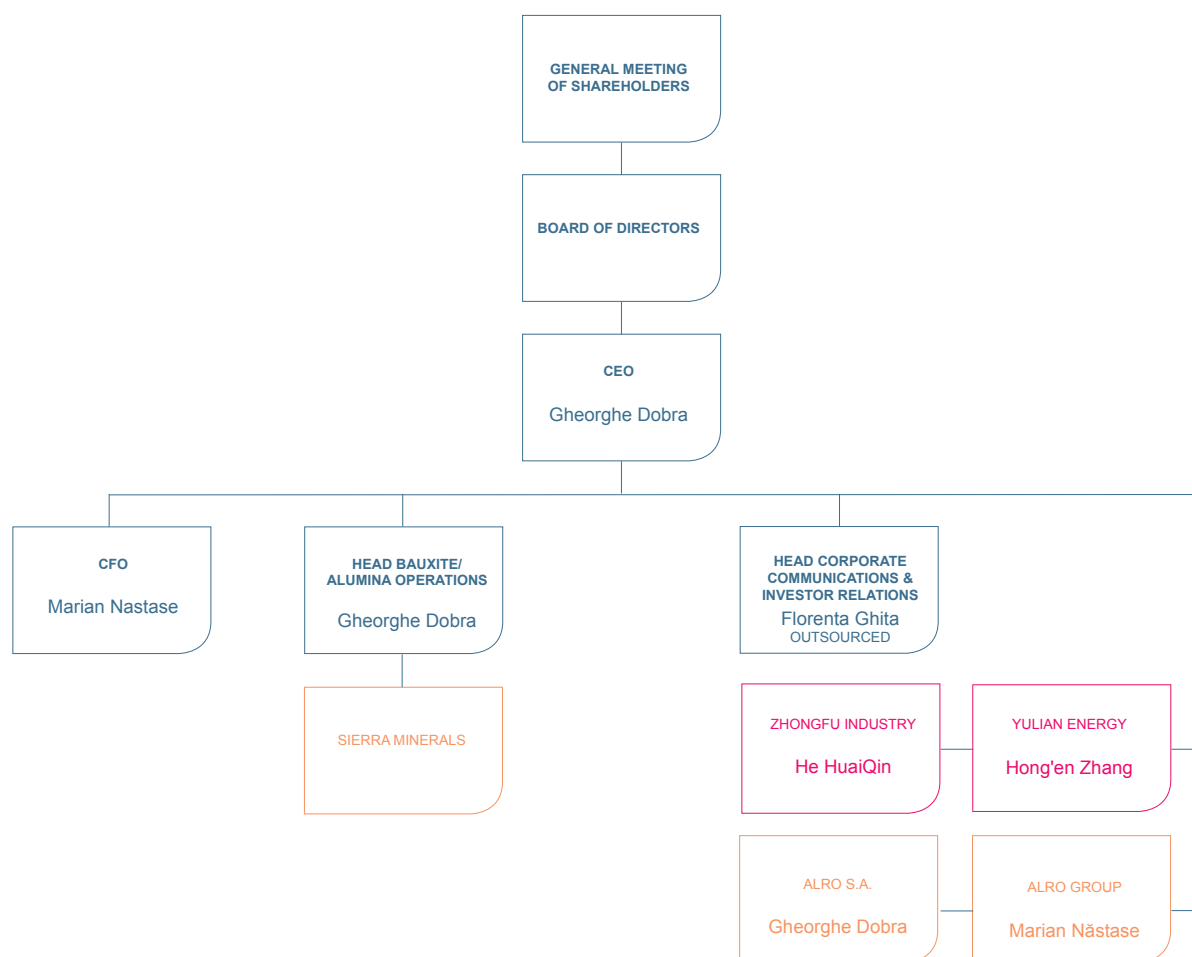 GENERAL MEETING
OF SHAREHOLDERS
BOARD OF DIRECTORS
CEO
Gheorghe Dobra
CFO
Marian Nastase
HEAD BAUXITE/
ALUMINA OPERATIONS
Gheorghe Dobra
HEAD CORPORATE
COMMUNICATIONS &
INVESTOR RELATIONS
Florenta Ghita
OUTSOURCED
SIERRA MINERALS
ZHONGFU INDUSTRY
He HuaiQin
YULIAN ENERGY
Hong'en Zhang
ALRO S.A.
Gheorghe Dobra
ALRO GROUP
Marian Năstase